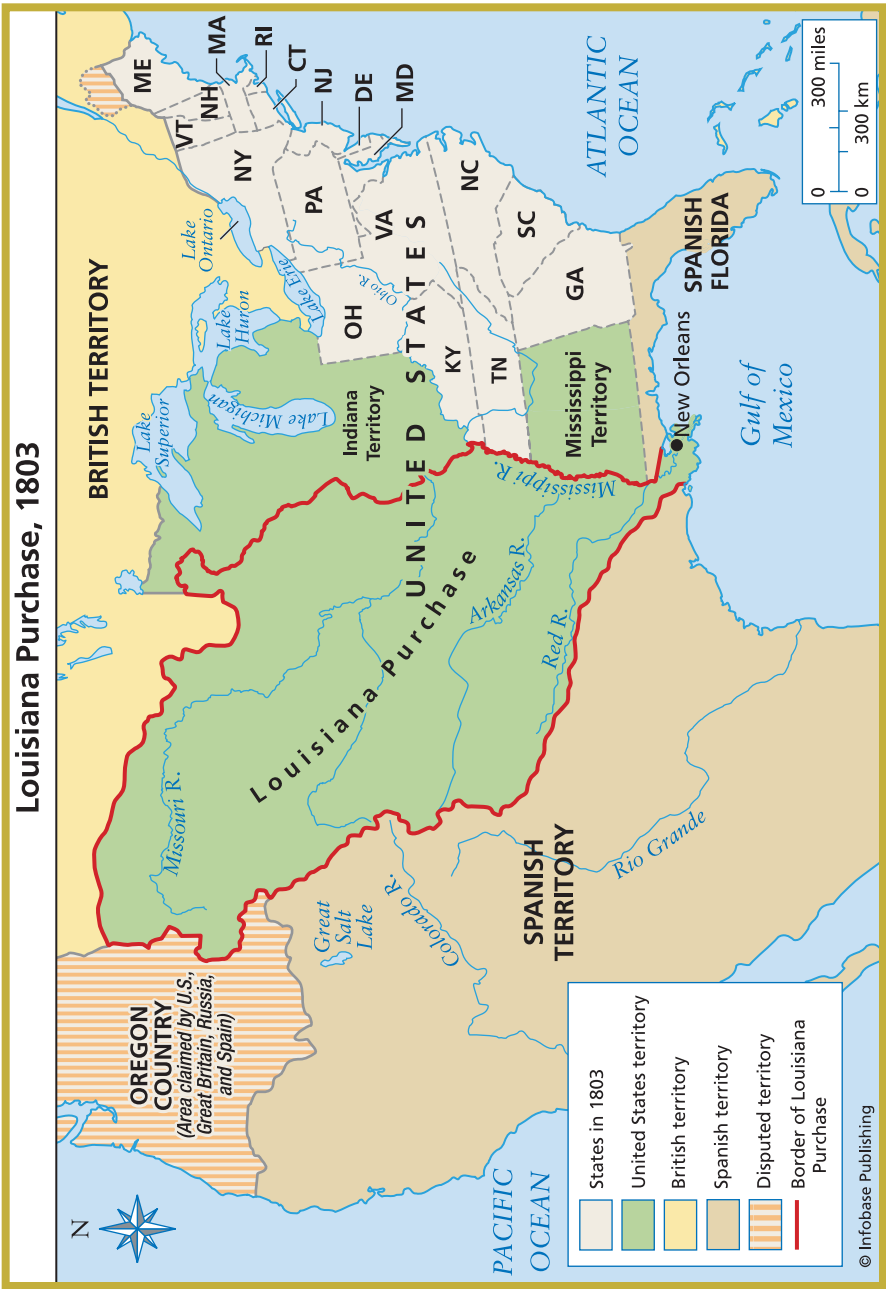 Louisiana Purchase, 1803
N
BRITISH TERRITORY
OREGON
COUNTRY
(Area claimed by U.S.,
Great Britain, Russia,
and Spain)
Missouri R.
Lake
Superior
Lake
Huron
Lake
Ontario
Lake Michigan
Lake Erie
ME
VT
NH
MA
RI
CT
NY
NJ
PA
DE
MD
OH
Indiana
Territory
Ohio R.
VA
UNITED STATES
KY
NC
TN
SC
GA
Mississippi
Territory
Louisiana Purchase
Mississippi R.
Arkansas R.
Red R.
Great
Salt
Lake
Colorado R.
SPANISH
TERRITORY
Rio Grande
New Orleans
SPANISH
FLORIDA
Gulf of
Mexico
ATLANTIC
OCEAN
PACIFIC
OCEAN
States in 1803
United States territory
British territory
Spanish territory
Disputed territory
Border of Louisiana
Purchase
0 300 miles
0 300 km
© Infobase Publishing